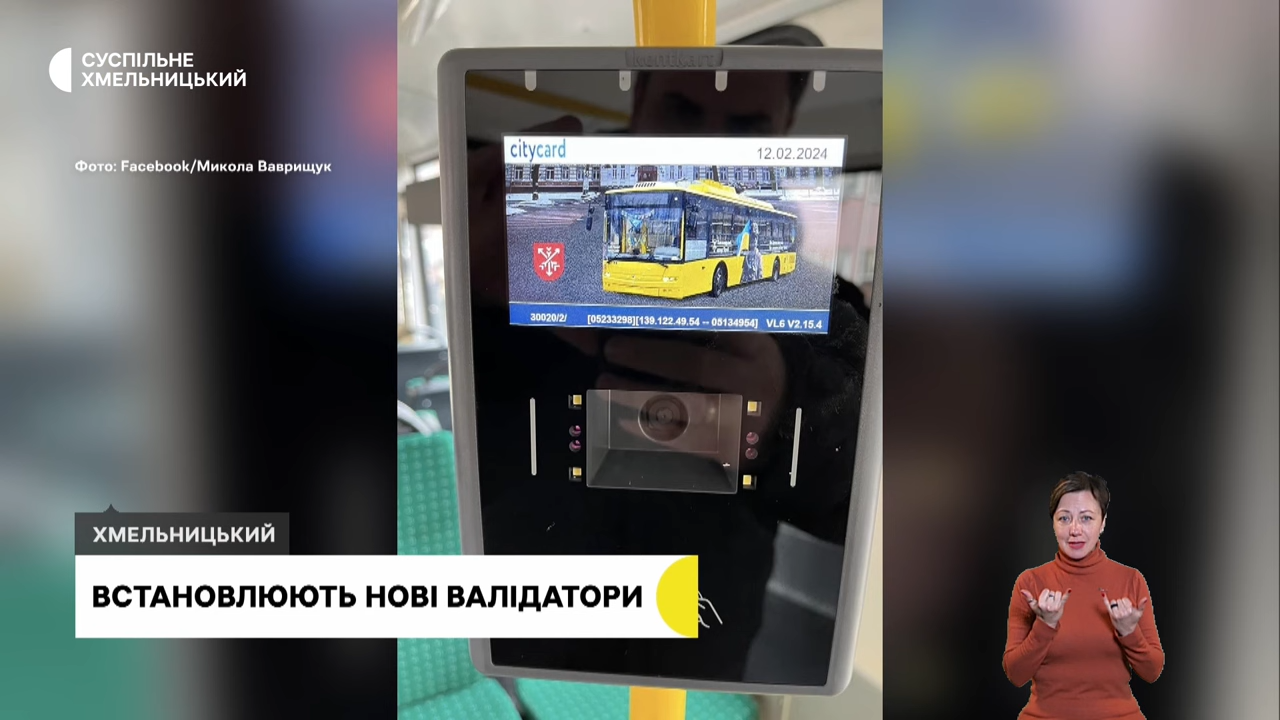 СУСПІЛЬНЕ
ХМЕЛЬНИЦЬКИЙ
Фото: Facebook/Микола Ваврищук
citycard
12.02.2024
30020/2/ [05233298][139.122.49.54 -- 05134954] VL6 V2.15.4
ХМЕЛЬНИЦЬКИЙ
ВСТАНОВЛЮЮТЬ НОВІ ВАЛІДАТОРИ